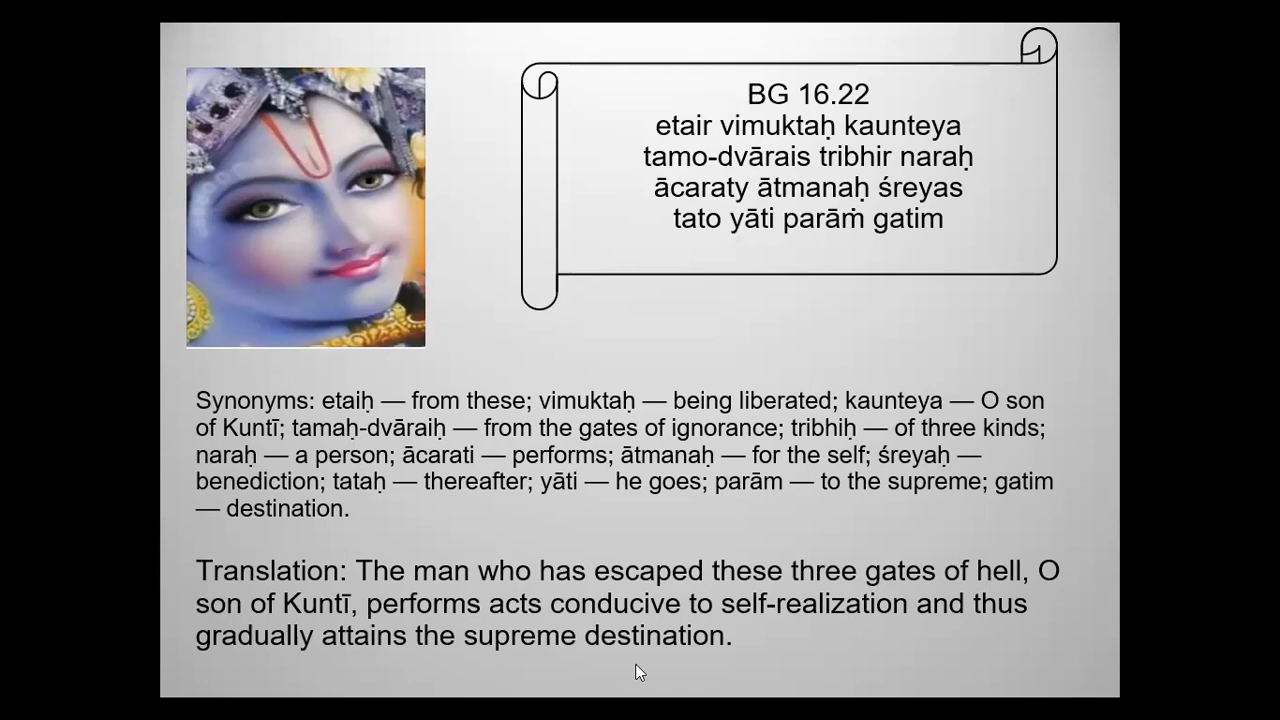 BG 16.22
etair vimuktaḥ kaunteya
tamo-dvārais tribhir naraḥ
ācaraty ātmanaḥ śreyas
tato yāti parāṁ gatim
Synonyms: etaiḥ — from these; vimuktaḥ — being liberated; kaunteya — O son
of Kuntī; tamaḥ-dvāraiḥ — from the gates of ignorance; tribhiḥ — of three kinds;
naraḥ — a person; ācarati — performs; ātmanaḥ — for the self; śreyaḥ —
benediction; tataḥ — thereafter; yāti — he goes; parām — to the supreme; gatim
— destination.
Translation: The man who has escaped these three gates of hell, O
son of Kuntī, performs acts conducive to self-realization and thus
gradually attains the supreme destination.